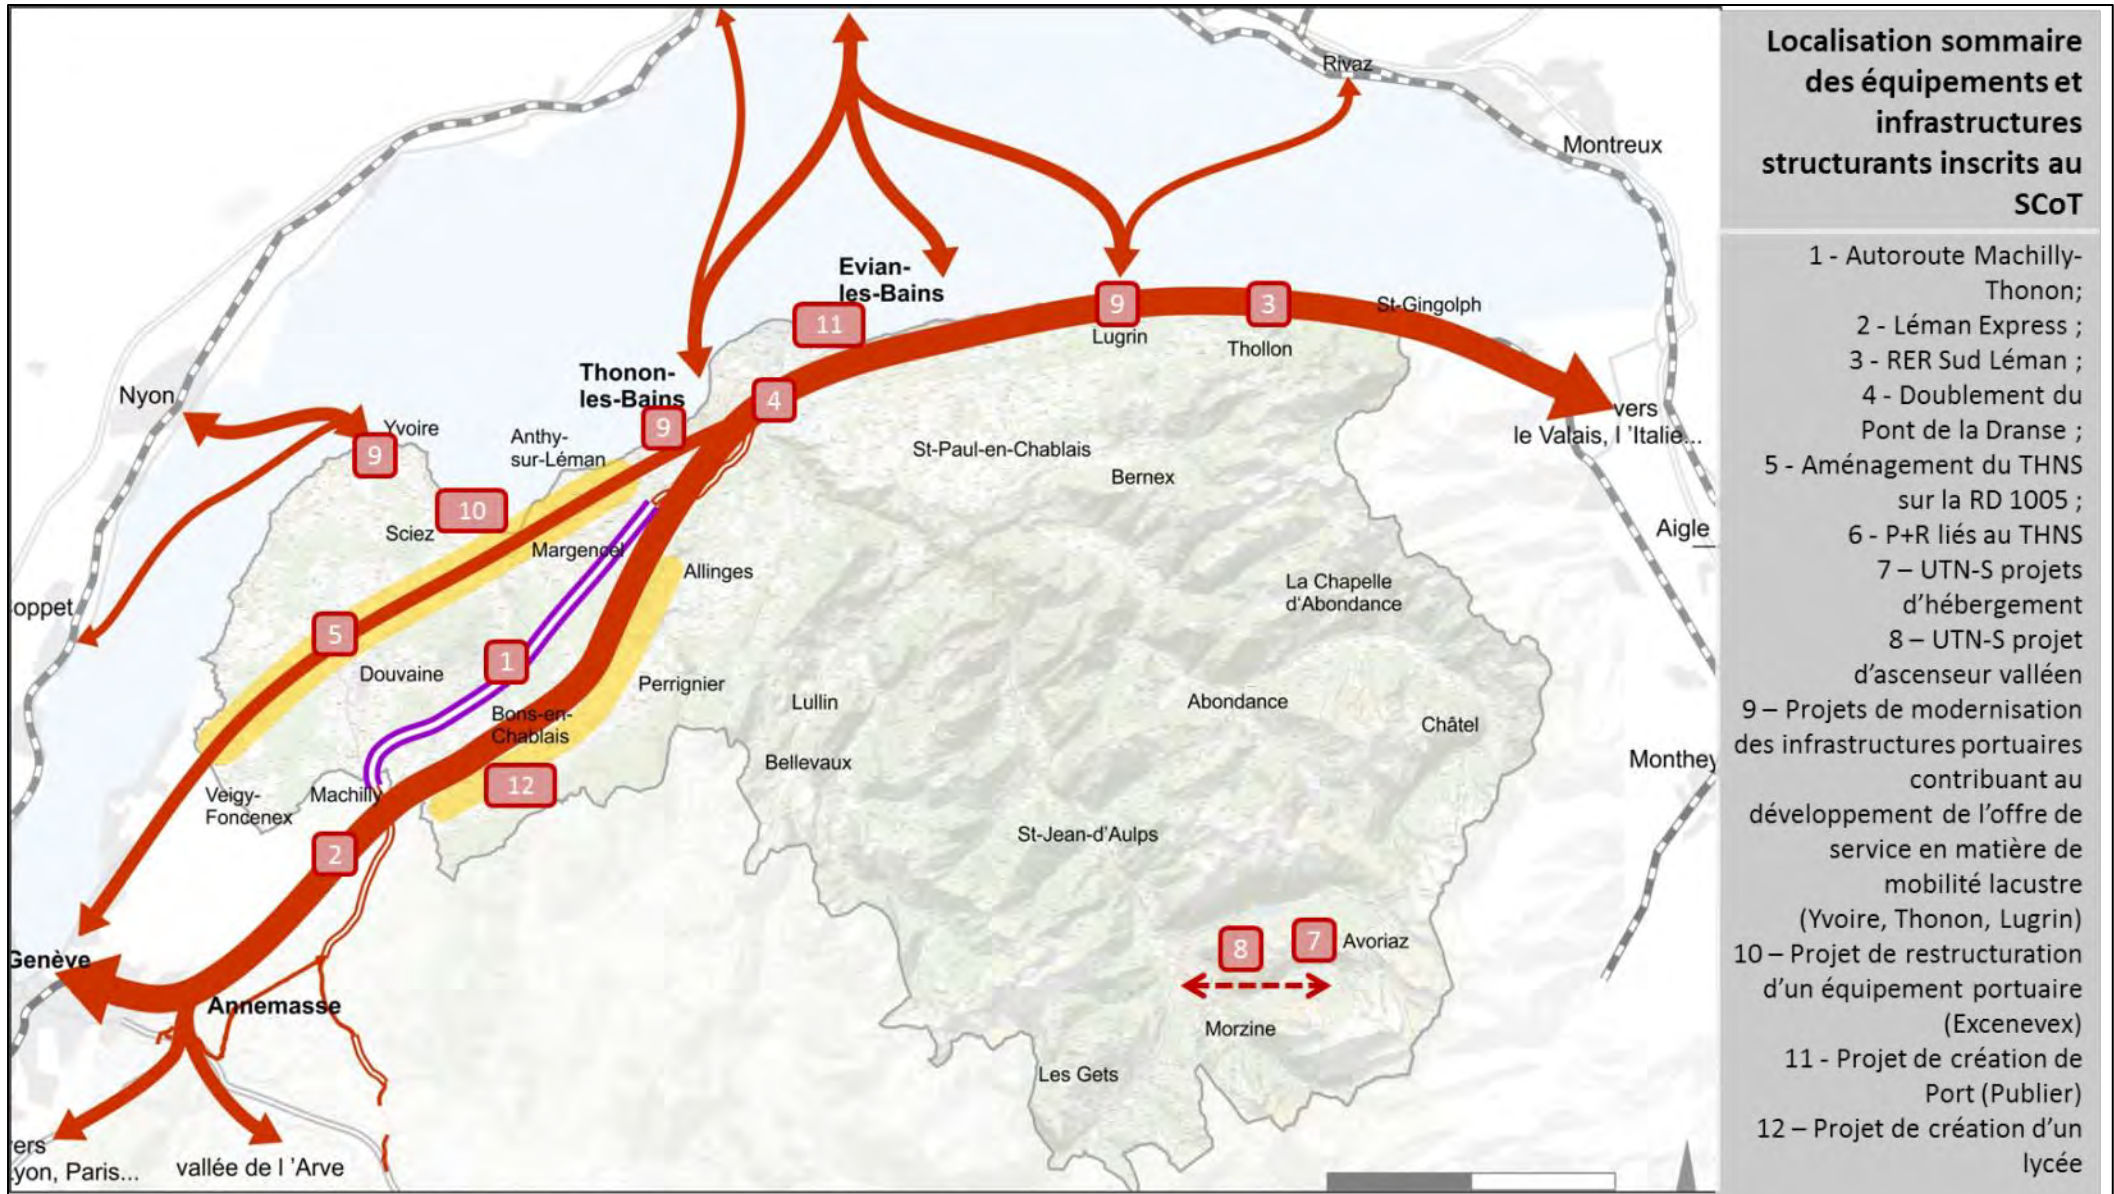 Localisation sommaire
des équipements et
infrastructures
structurants inscrits au
SCoT
1 - Autoroute Machilly-
Thonon;
2 - Léman Express ;
3 - RER Sud Léman ;
4 - Doublement du
Pont de la Dranse ;
5 - Aménagement du THNS
sur la RD 1005 ;
6 - P+R liés au THNS
7 – UTN-S projets
d'hébergement
8 – UTN-S projet
d'ascenseur valléen
9 – Projets de modernisation
des infrastructures portuaires
contribuant au
développement de l'offre de
service en matière de
mobilité lacustre
(Yvoire, Thonon, Lugrin)
10 – Projet de restructuration
d'un équipement portuaire
(Excenevex)
11 - Projet de création de
Port (Publier)
12 – Projet de création d'un
lycée
Rivaz
Montreux
Evian-
les-Bains
11
9
3
St-Gingolph
Lugrin
Thollon
Thonon-
les-Bains
4
9
Nyon
Yvoire
9
Anthy-
sur-Léman
vers
le Valais, l 'Italie...
St-Paul-en-Chablais
Bernex
10
Sciez
Margencel
Aigle
Allinges
La Chapelle
d'Abondance
oppet
5
1
Douvaine
Perrignier
Lullin
Abondance
Châtel
Bons-en-
Chablais
Bellevaux
Monthey
12
Veigy-
Foncenex
Machilly
2
St-Jean-d'Aulps
8
7
Avoriaz
Genève
Annemasse
Morzine
Les Gets
ers
yon, Paris...
vallée de l 'Arve